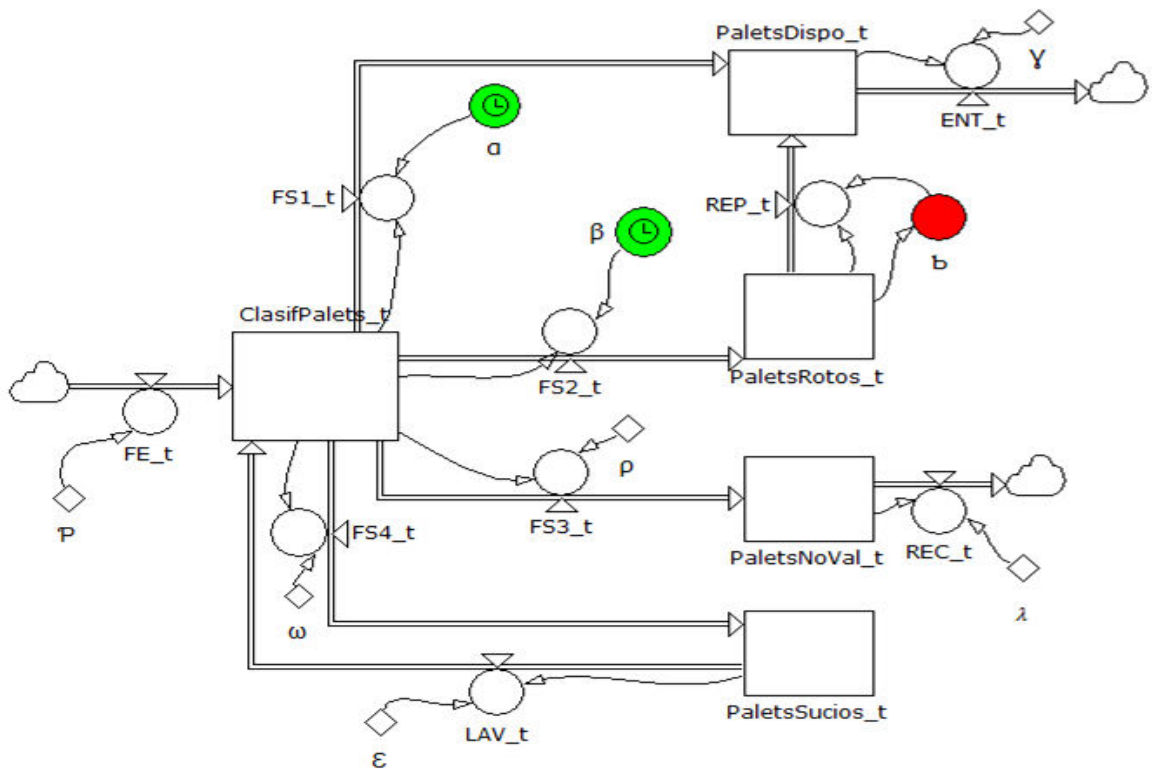 PaletsDispo_t
Ɣ
ENT_t
α
FS1_t
REP_t
β
Ƅ
ClasifPalets_t
FS2_t
PaletsRotos_t
FE_t
ρ
Ƥ
FS4_t
FS3_t
PaletsNoVal_t
REC_t
ω
λ
PaletsSucios_t
LAV_t
Ɛ